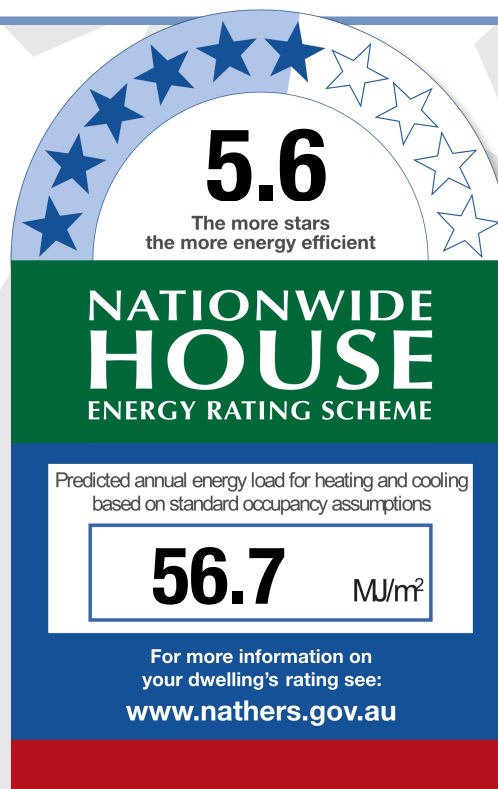 5.6
The more stars
the more energy efficient
NATIONWIDE
HOUSE
ENERGY RATING SCHEME
Predicted annual energy load for heating and cooling
based on standard occupancy assumptions
56.7 MJ/m²
For more information on
your dwelling's rating see:
www.nathers.gov.au